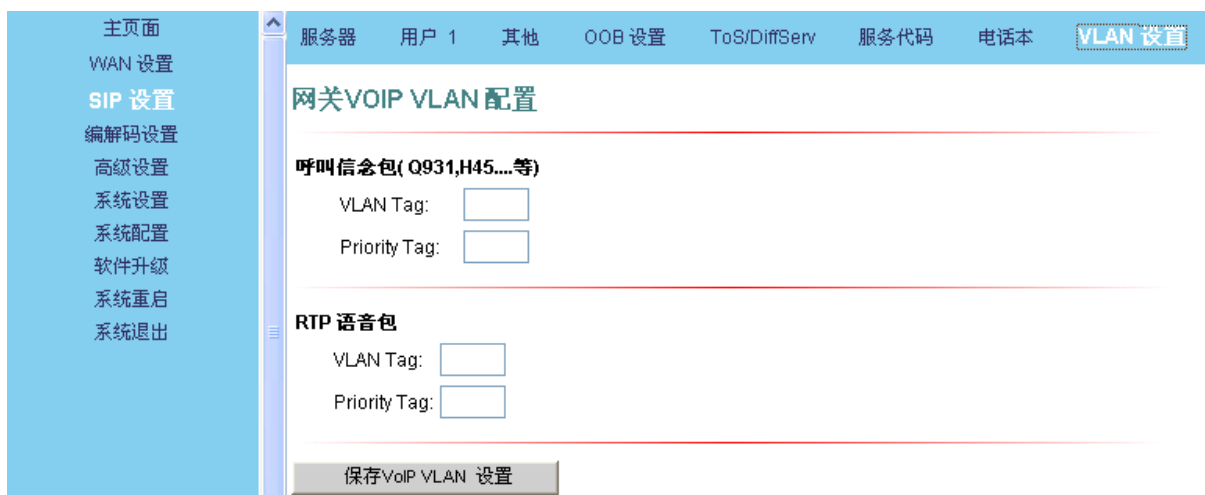 主页面
WAN 设置
SIP 设置
编解码设置
高级设置
系统设置
系统配置
软件升级
系统重启
系统退出
服务器 用户 1 其他 OOB 设置 ToS/DiffServ 服务代码 电话本 VLAN 设置
网关VOIP VLAN 配置
呼叫信念包( Q931,H45....等)
VLAN Tag:
Priority Tag:
RTP 语音包
VLAN Tag:
Priority Tag:
保存VoIP VLAN 设置